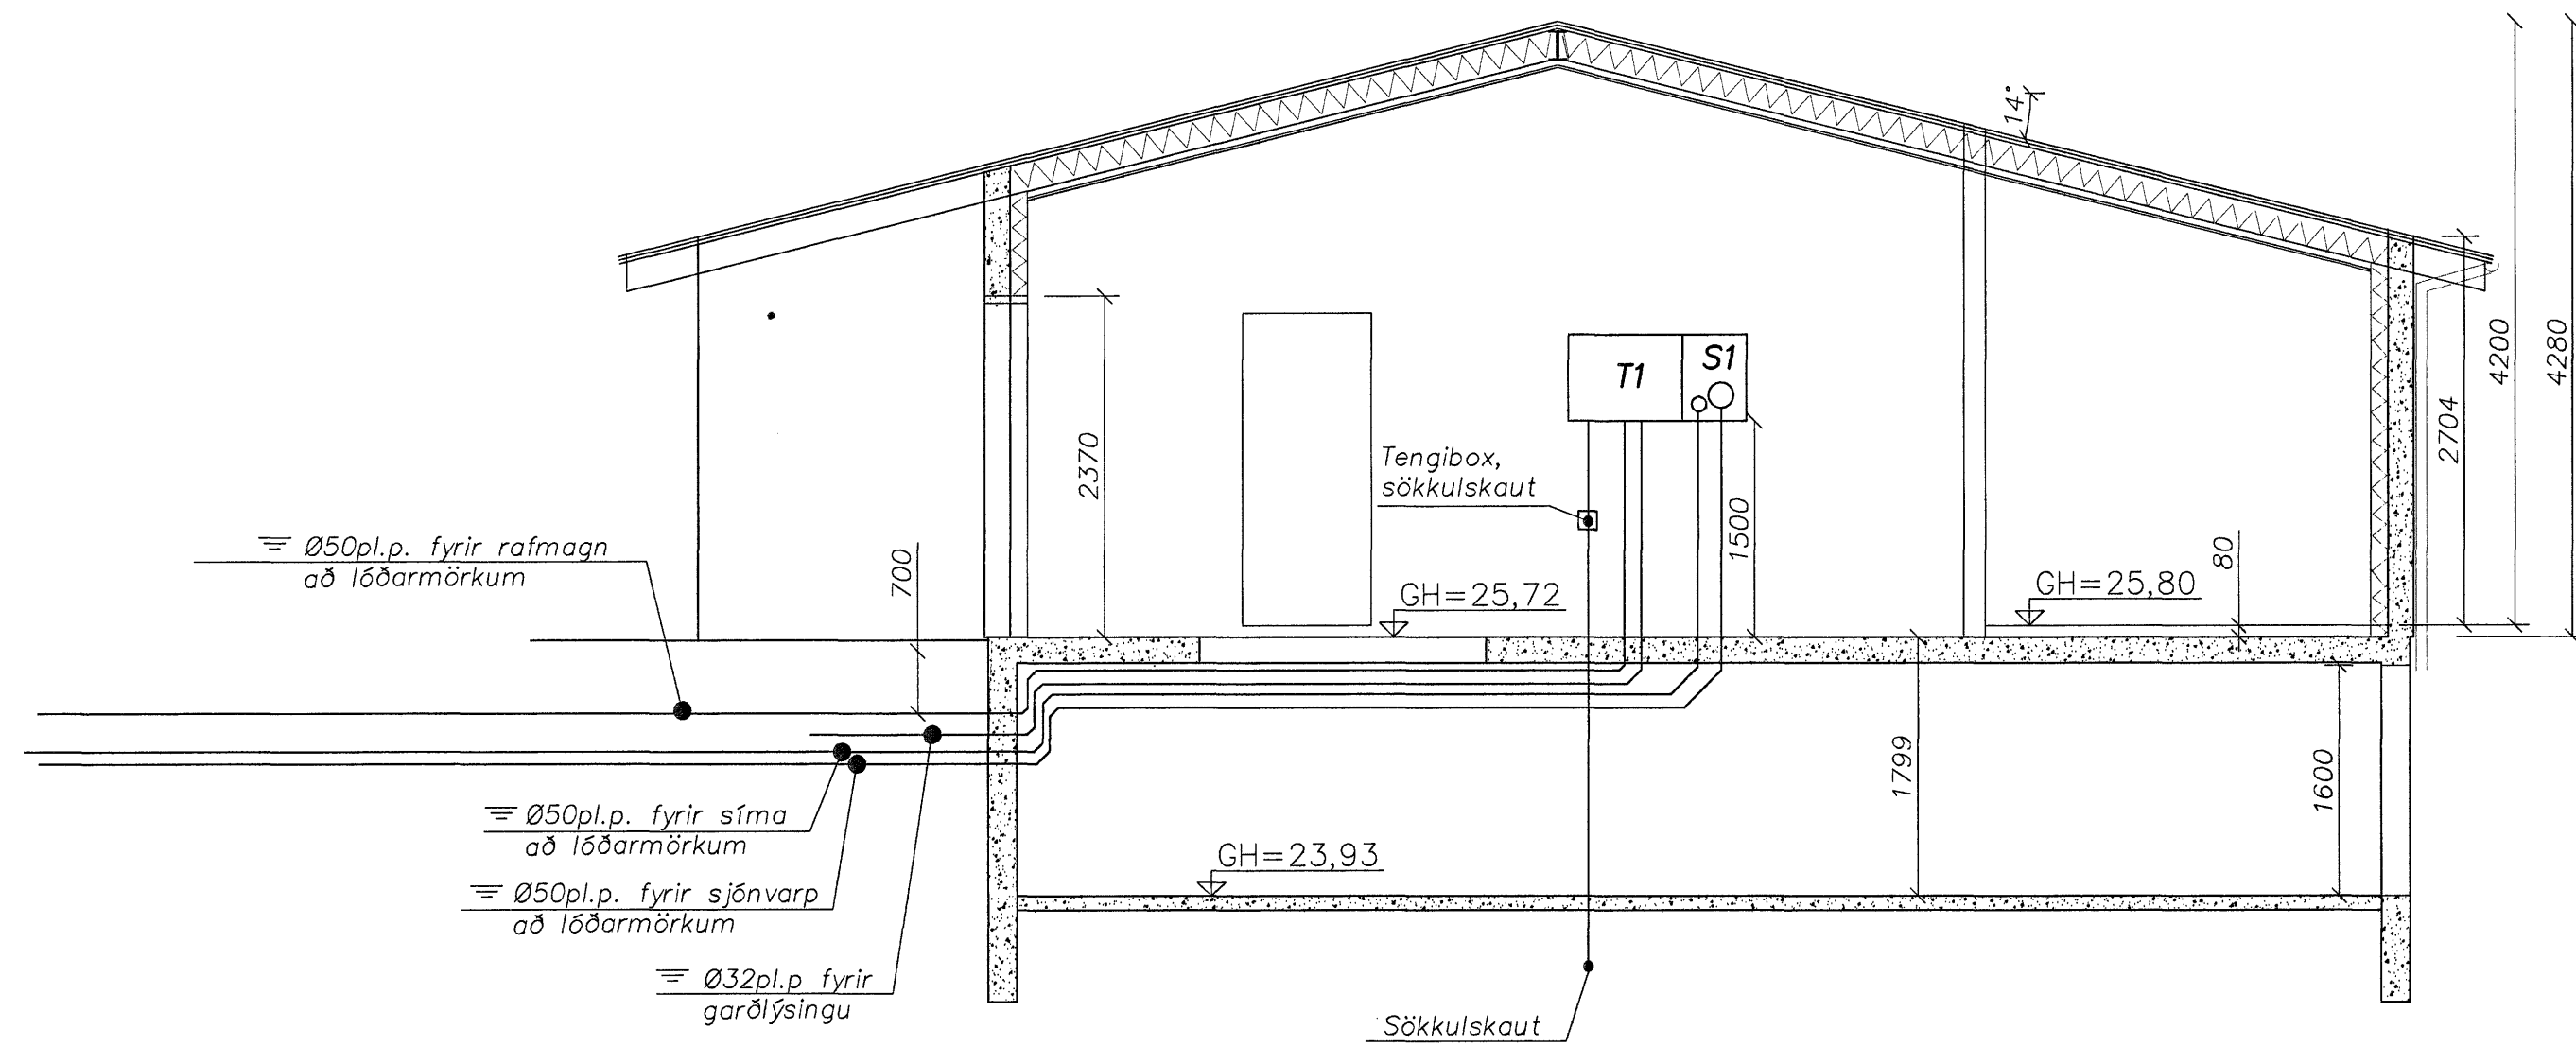 14°
4200
4280
T1
S1
2704
2370
Tengibox,
sökkulskaut
1500
Ø50pl.p. fyrir rafmagn
að lóðarmörkum
700
80
GH=25,72
GH=25,80
1799
1600
Ø50pl.p. fyrir síma
að lóðarmörkum
GH=23,93
Ø50pl.p. fyrir sjónvarp
að lóðarmörkum
Ø32pl.p fyrir
garðlýsingu
Sökkulskaut